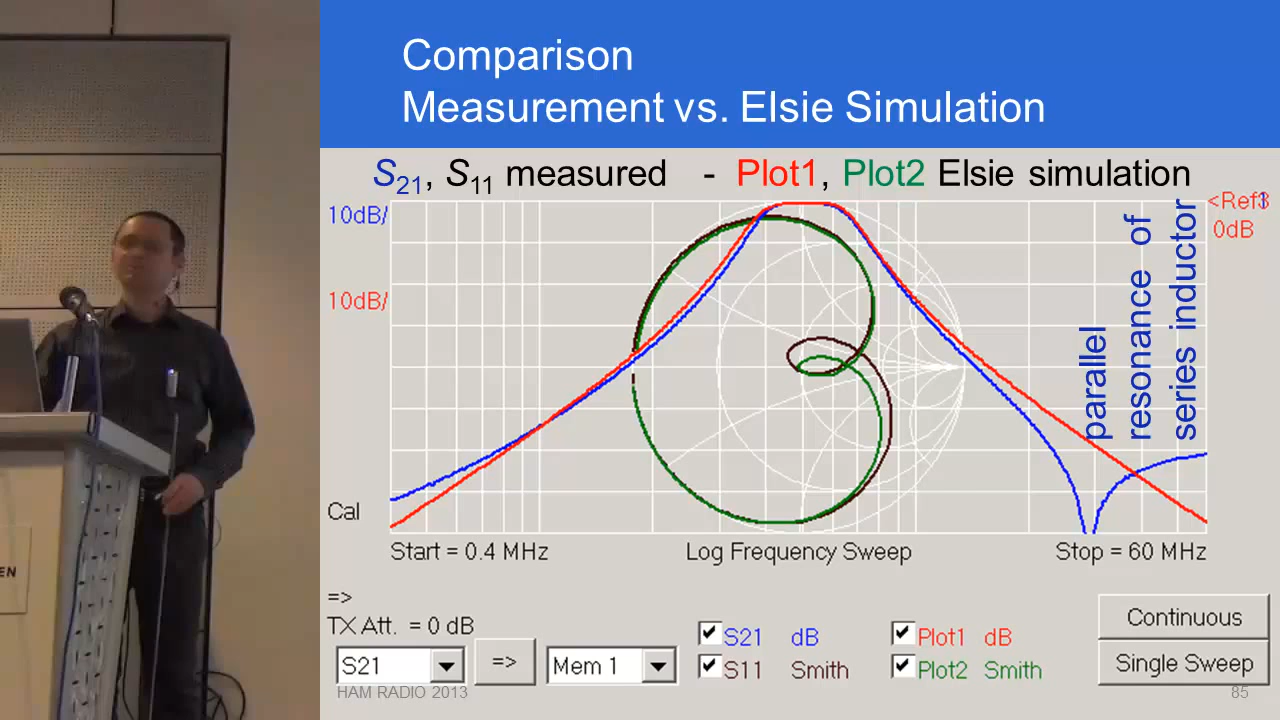 Comparison
Measurement vs. Elsie Simulation
S21, S11 measured - Plot1, Plot2 Elsie simulation
10dB/
<Ref
0dB
10dB/
parallel
resonance of
series inductor
Cal
Start = 0.4 MHz
Log Frequency Sweep
Stop = 60 MHz
=>
TX Att. = 0 dB
S21
=>
Mem 1
S21 dB
Plot1 dB
S11 Smith
Plot2 Smith
Continuous
Single Sweep
HAM RADIO 2013
85
EN